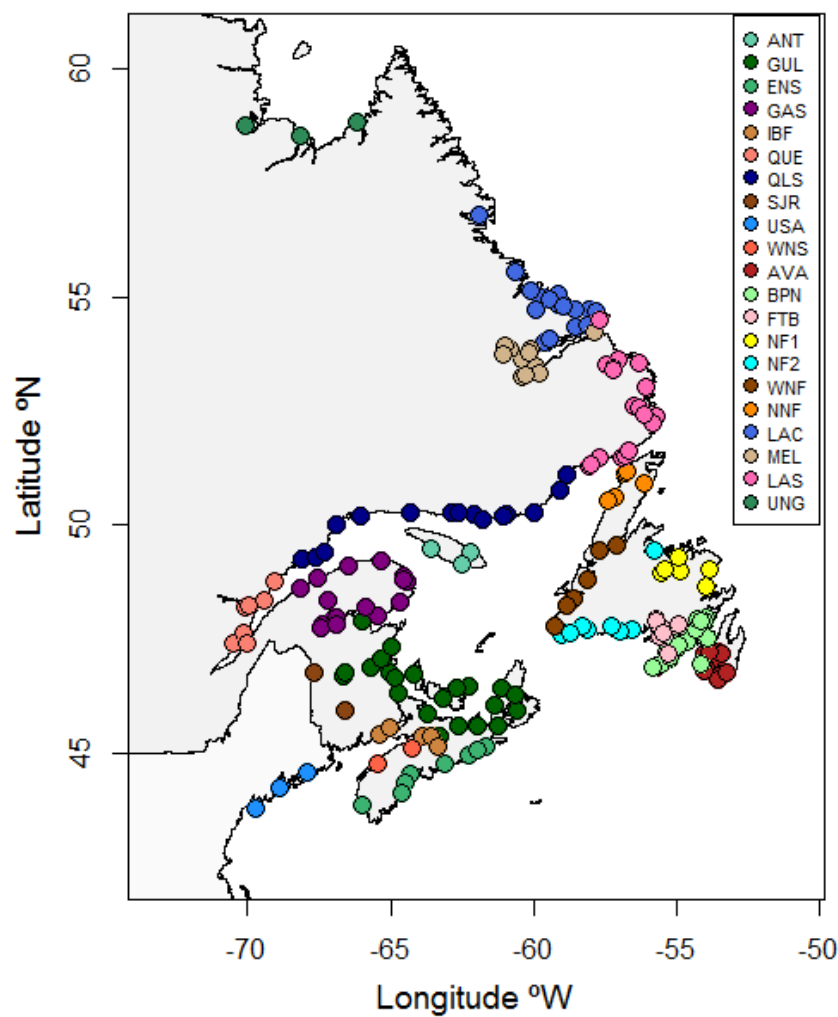 ANT
GUL
ENS
GAS
IBF
QUE
QLS
SJR
USA
WNS
AVA
BPN
FTB
NF1
NF2
WNF
NNF
LAC
MEL
LAS
UNG
60
55
50
45
Latitude ºN
-70 -65 -60 -55 -50
Longitude ºW